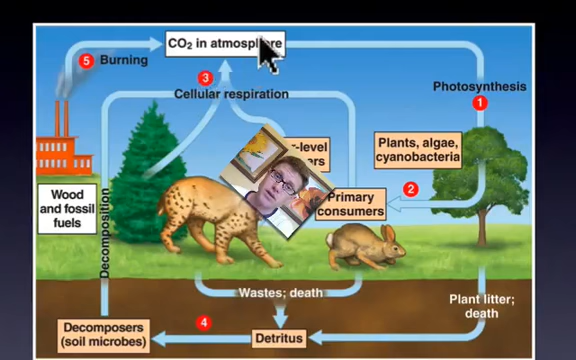 CO₂ in atmosphere
5 Burning
3
Cellular respiration
Photosynthesis
1
Plants, algae,
cyanobacteria
2
Primary
consumers
Wood
and fossil
fuels
Decomposition
Wastes; death
Plant litter;
death
Decomposers
(soil microbes)
4
Detritus